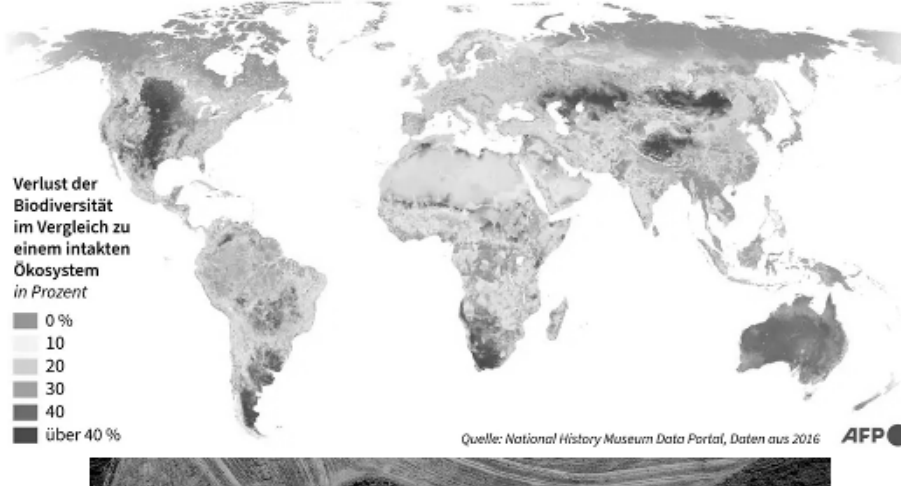 Verlust der
Biodiversität
im Vergleich zu
einem intakten
Ökosystem
in Prozent
0 %
10
20
30
40
über 40 %
Quelle: National History Museum Data Portal, Daten aus 2016
AFP